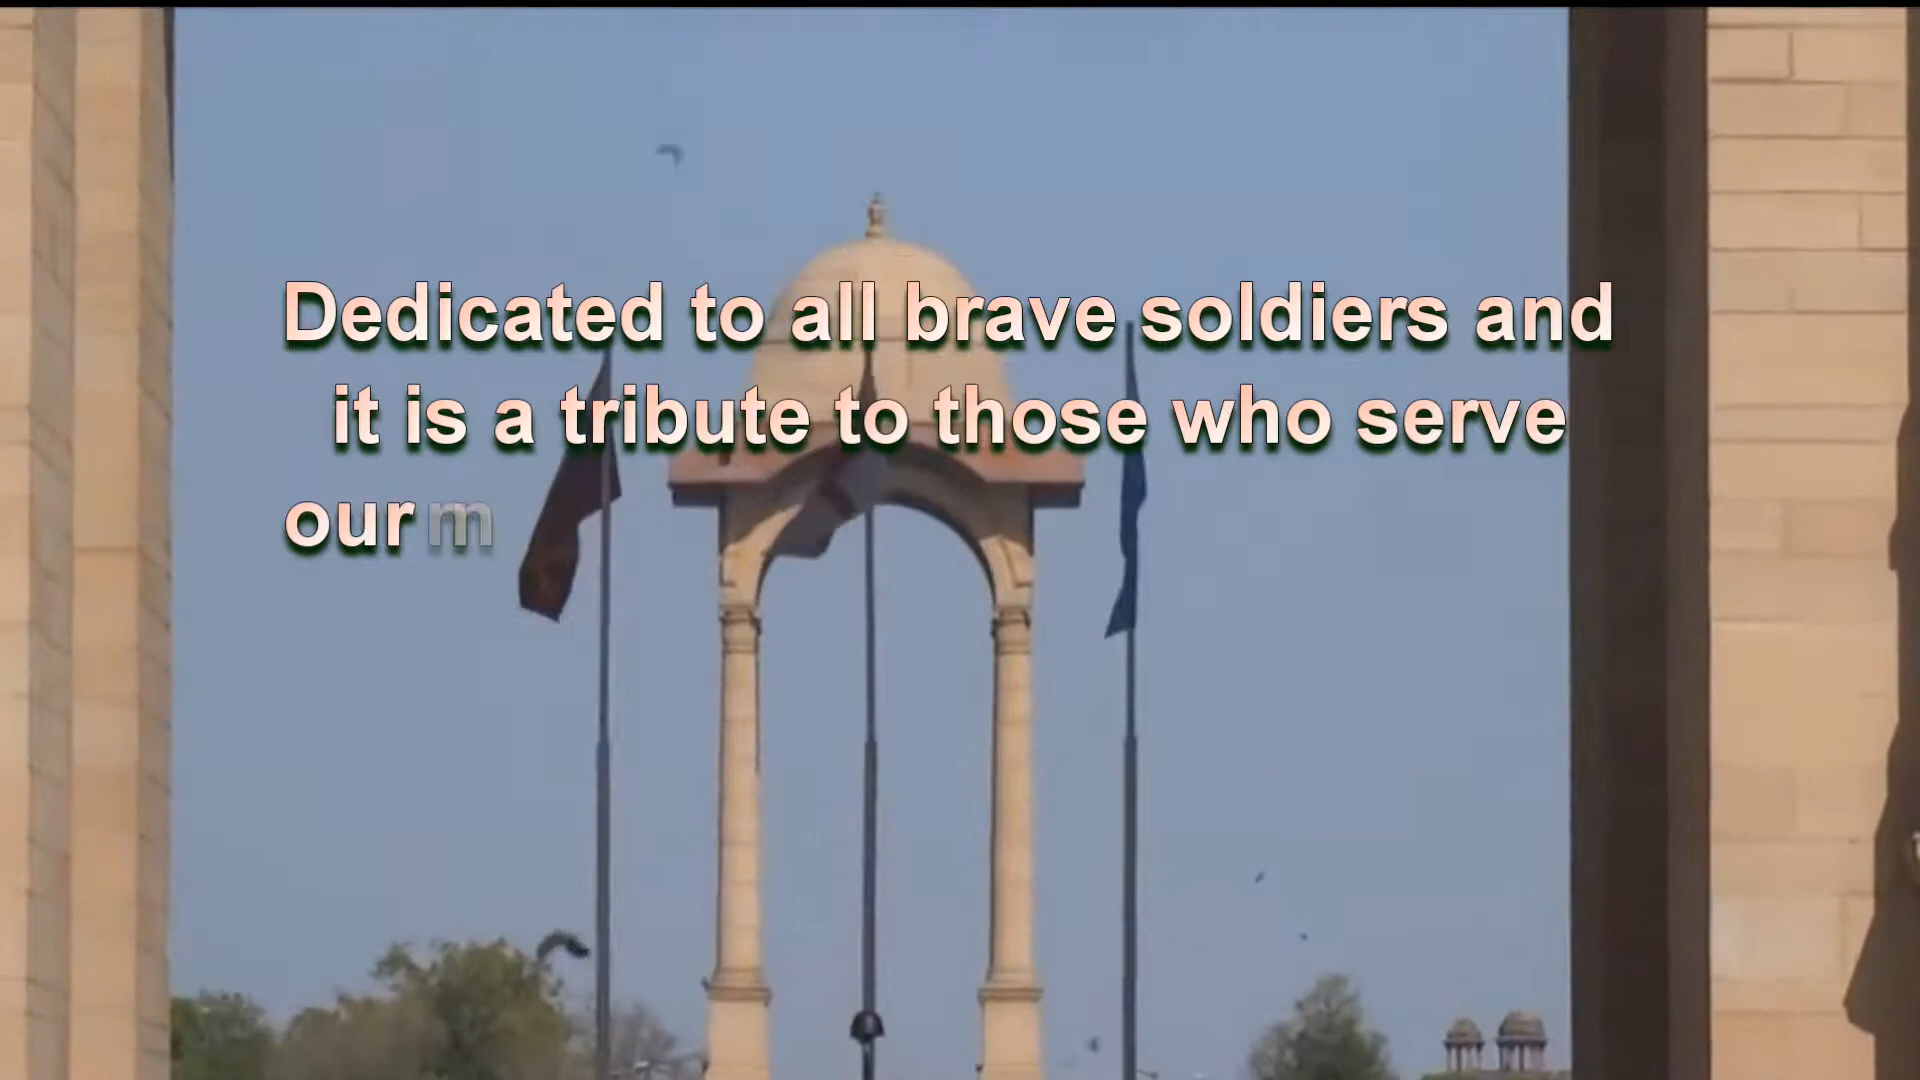 Dedicated to all brave soldiers and
it is a tribute to those who serve
our m